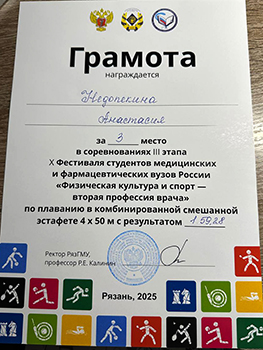 Грамота
награждается
Недопекина
Анастасия
за 3 место
в соревнованиях III этапа
X Фестиваля студентов медицинских
и фармацевтических вузов России
«Физическая культура и спорт —
вторая профессия врача»
по плаванию в комбинированной смешанной
эстафете 4 x 50 м с результатом 1.59,28
Ректор РязГМУ,
профессор Р.Е. Калинин
Рязань, 2025